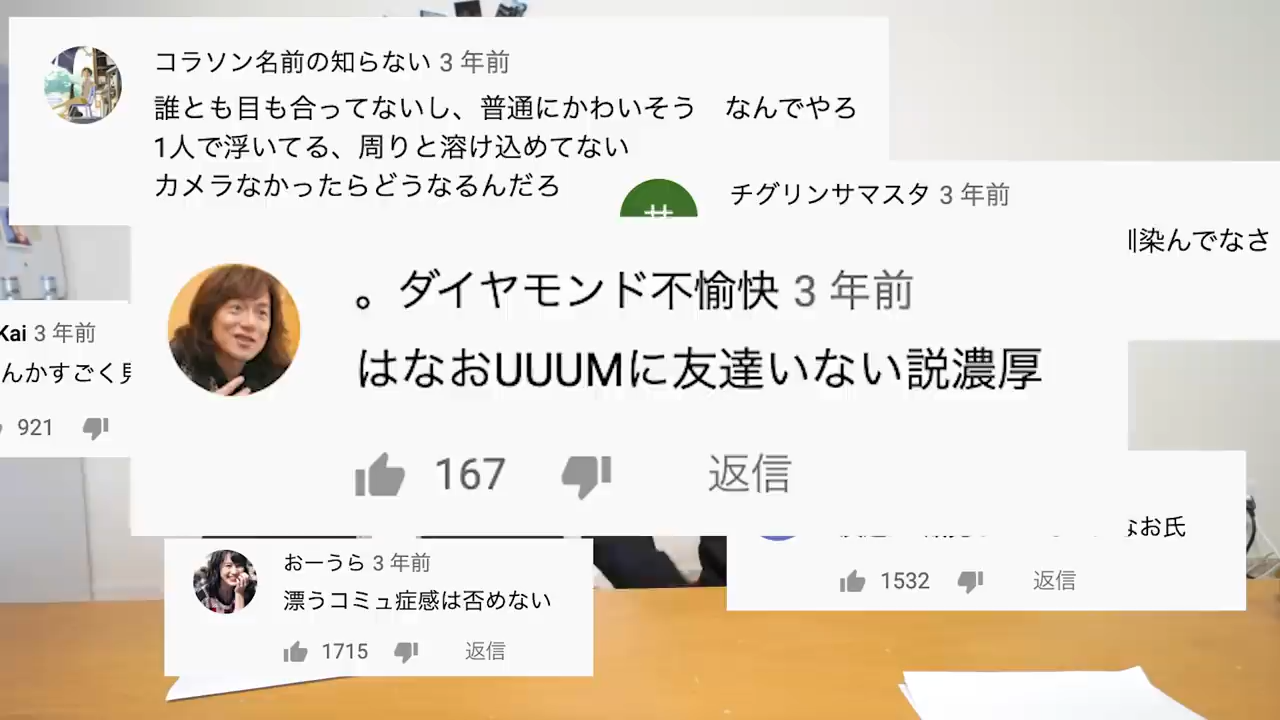 コラソン名前の知らない 3 年前
誰とも目も合ってないし、普通にかわいそう　なんでやろ
1人で浮いてる、周りと溶け込めてない
カメラなかったらどうなるんだろ
チグリンサマスタ 3 年前
染んでなさ
。ダイヤモンド不愉快 3 年前
はなおUUUMに友達いない説濃厚
167 返信
Kai 3 年前
んかすごく
921
なお氏
1532 返信
おーうら 3 年前
漂うコミュ症感は否めない
1715 返信